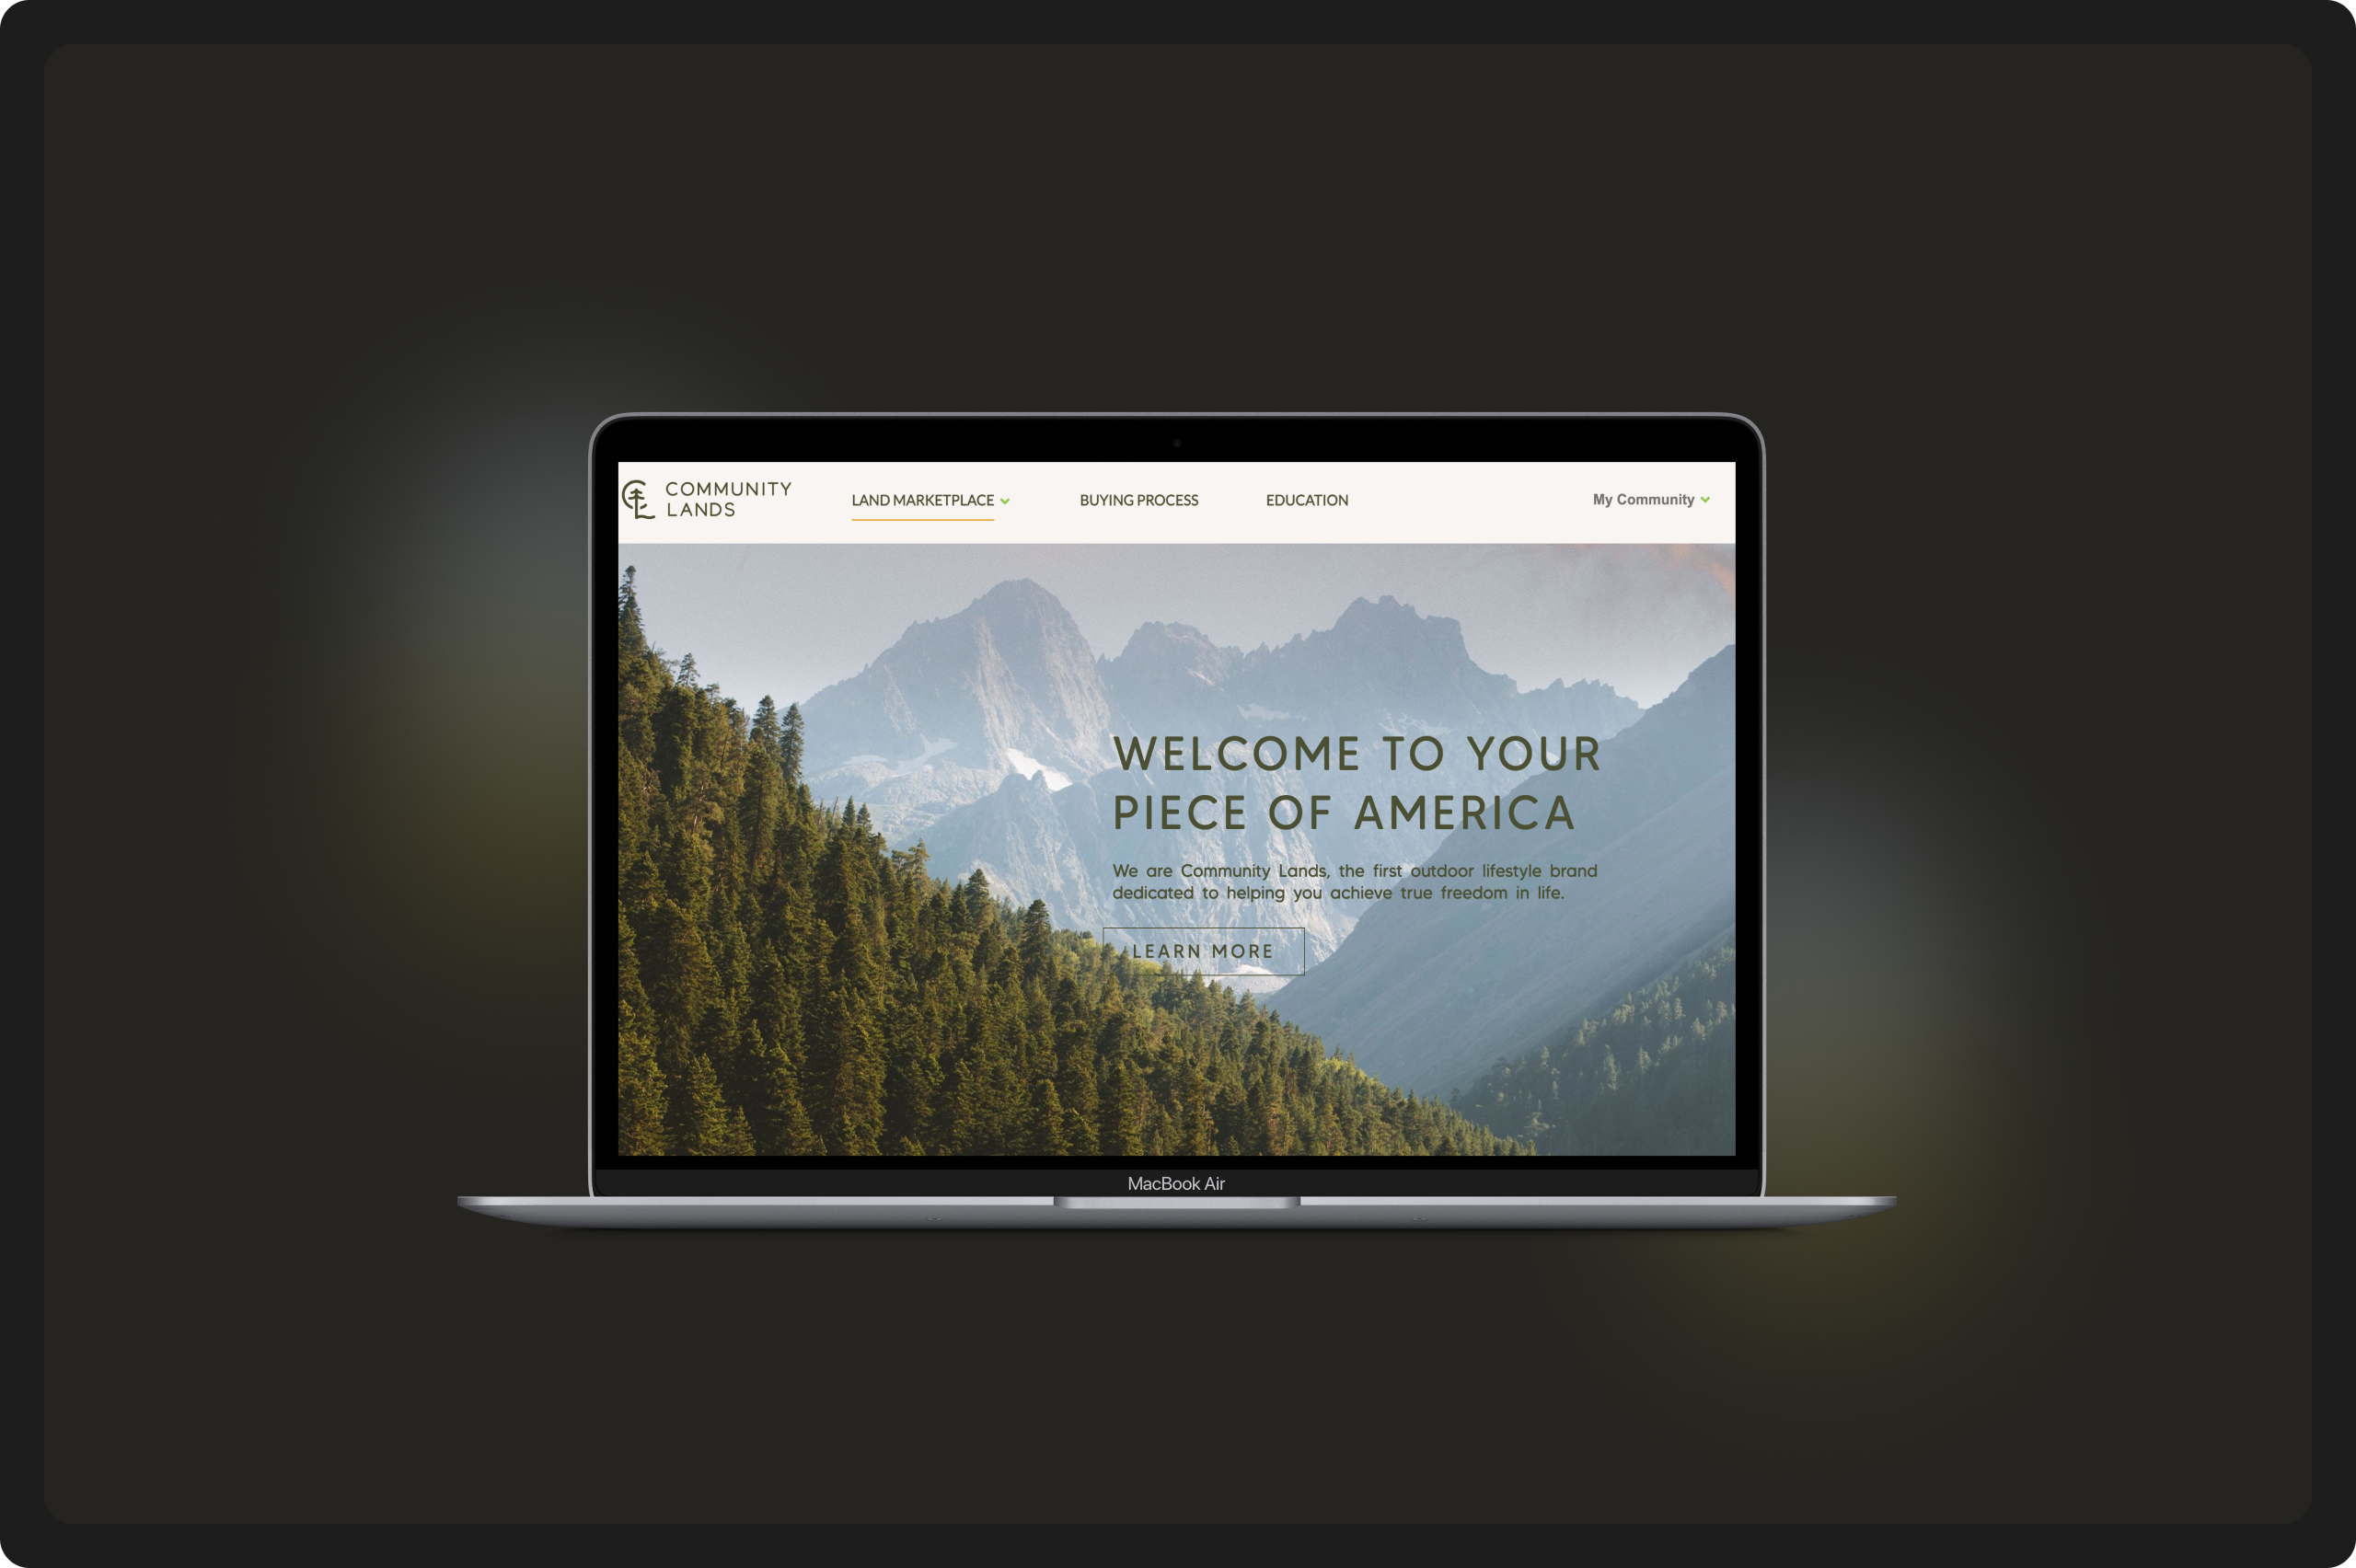 COMMUNITY
LANDS
LAND MARKETPLACE
BUYING PROCESS
EDUCATION
My Community
WELCOME TO YOUR
PIECE OF AMERICA
We are Community Lands, the first outdoor lifestyle brand
dedicated to helping you achieve true freedom in life.
LEARN MORE
MacBook Air